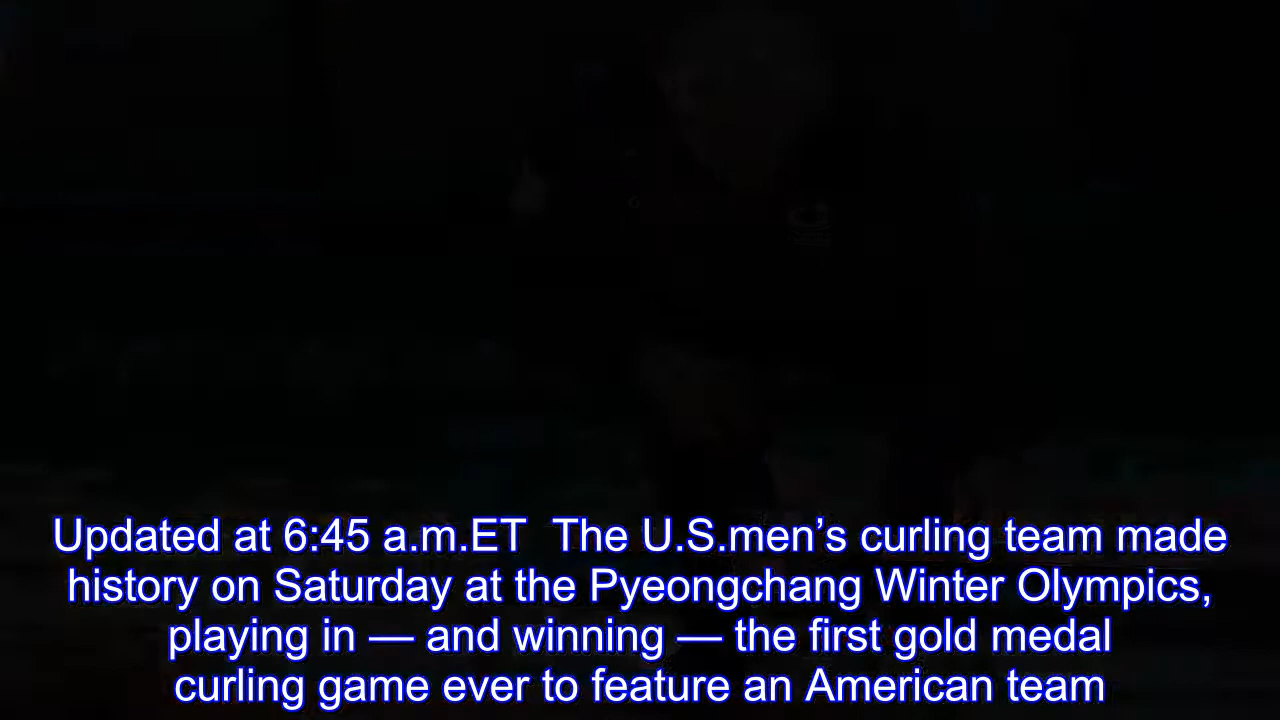 Updated at 6:45 a.m.ET  The U.S.men’s curling team made
history on Saturday at the Pyeongchang Winter Olympics,
playing in — and winning — the first gold medal
curling game ever to feature an American team